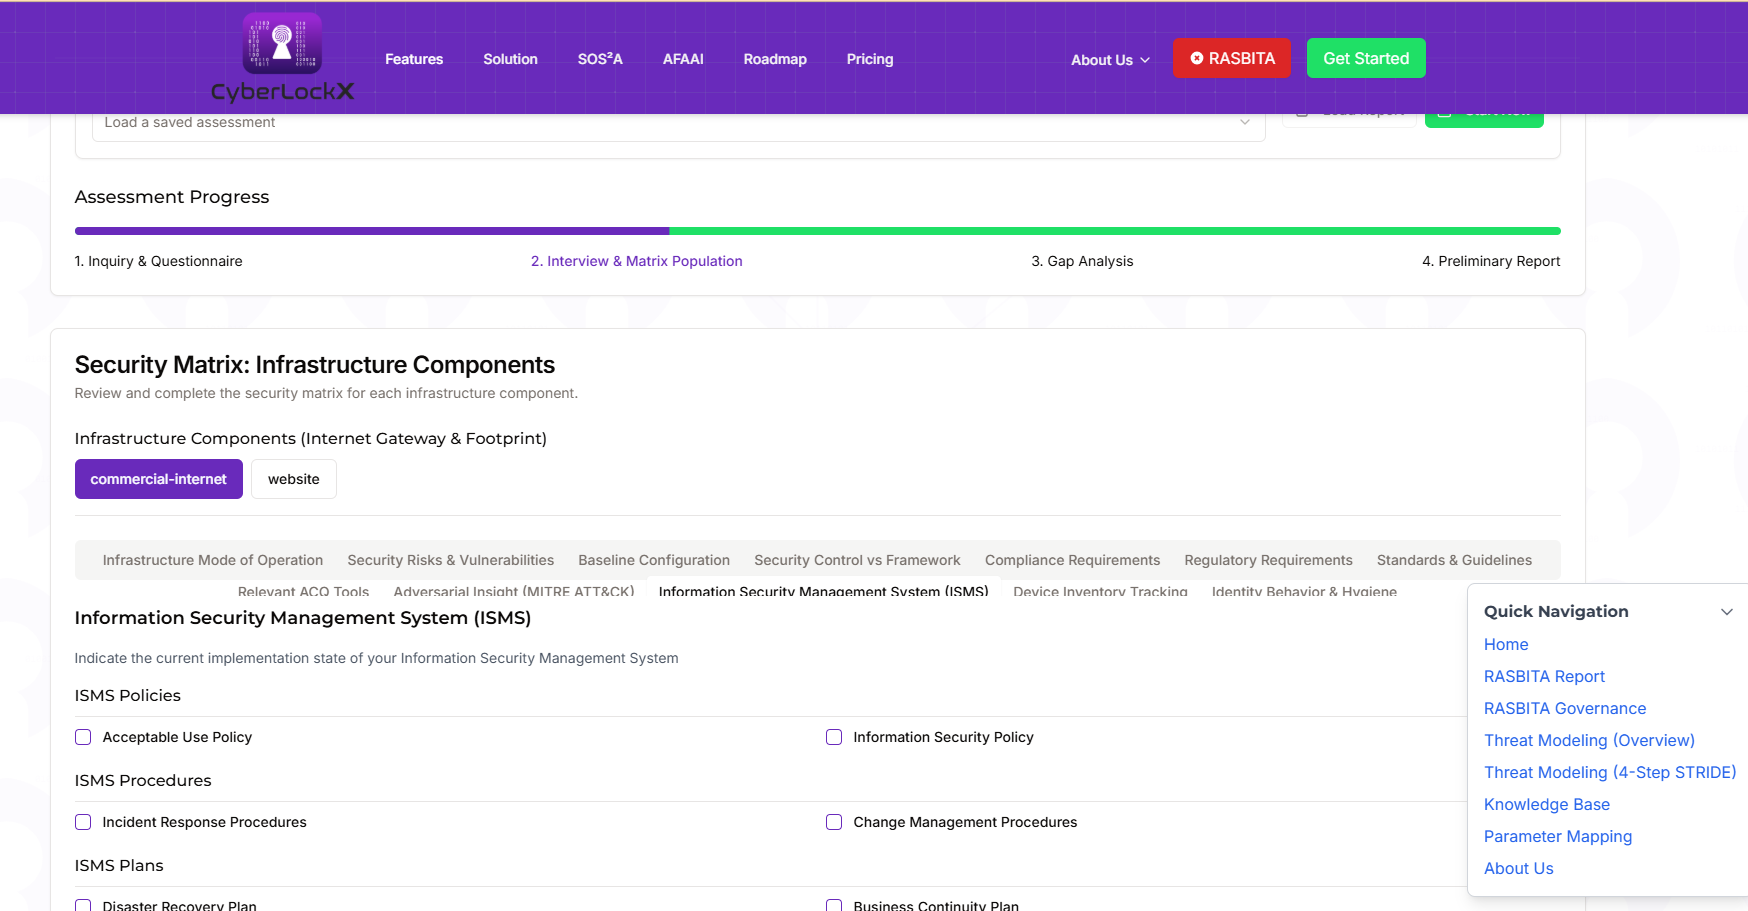 CyberLockX
Features Solution SOS²A AFAAI Roadmap Pricing About Us RASBITA Get Started
Load a saved assessment
Assessment Progress
1. Inquiry & Questionnaire 2. Interview & Matrix Population 3. Gap Analysis 4. Preliminary Report
Security Matrix: Infrastructure Components
Review and complete the security matrix for each infrastructure component.
Infrastructure Components (Internet Gateway & Footprint)
commercial-internet website
Infrastructure Mode of Operation Security Risks & Vulnerabilities Baseline Configuration Security Control vs Framework Compliance Requirements Regulatory Requirements Standards & Guidelines
Relevant ACQ Tools Adversarial Insight (MITRE ATT&CK) Information Security Management System (ISMS) Device Inventory Tracking Identity Behavior & Hygiene
Information Security Management System (ISMS)
Indicate the current implementation state of your Information Security Management System
ISMS Policies
Acceptable Use Policy Information Security Policy
ISMS Procedures
Incident Response Procedures Change Management Procedures
ISMS Plans
Disaster Recovery Plan Business Continuity Plan
Quick Navigation
Home
RASBITA Report
RASBITA Governance
Threat Modeling (Overview)
Threat Modeling (4-Step STRIDE)
Knowledge Base
Parameter Mapping
About Us